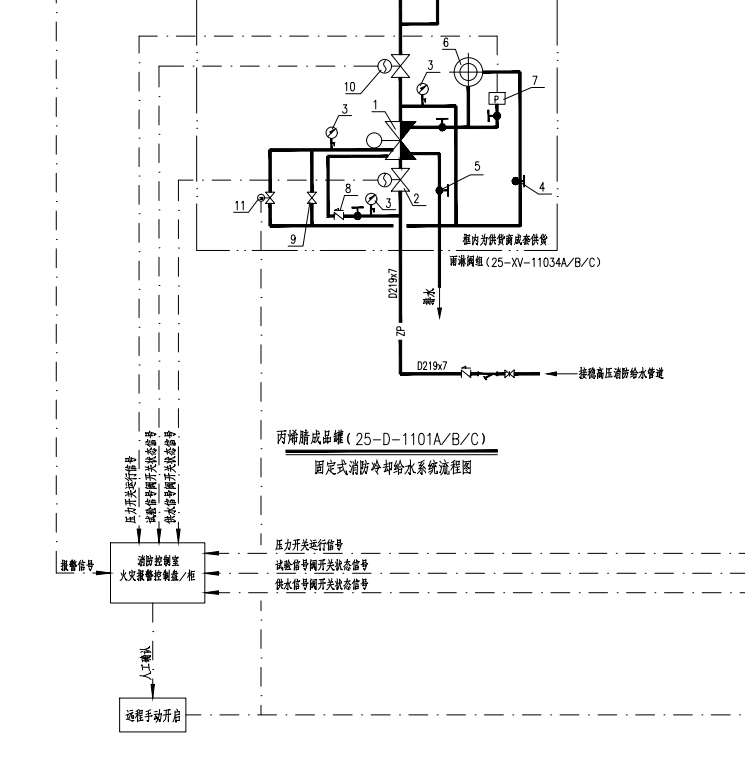 6
3
7
10
P
3
1
5
4
11
8
3
2
9
框内为供货商成套供货
雨淋阀组(25-XV-11034A/B/C)
D219x7
排水
ZP
D219x7
接稳高压消防给水管道
丙烯腈成品罐(25-D-1101A/B/C)
固定式消防冷却给水系统流程图
压力开关运行信号
试验信号阀开关状态信号
供水信号阀开关状态信号
压力开关运行信号
报警信号
消防控制室
火灾报警控制盘/柜
试验信号阀开关状态信号
供水信号阀开关状态信号
人工确认
远程手动开启